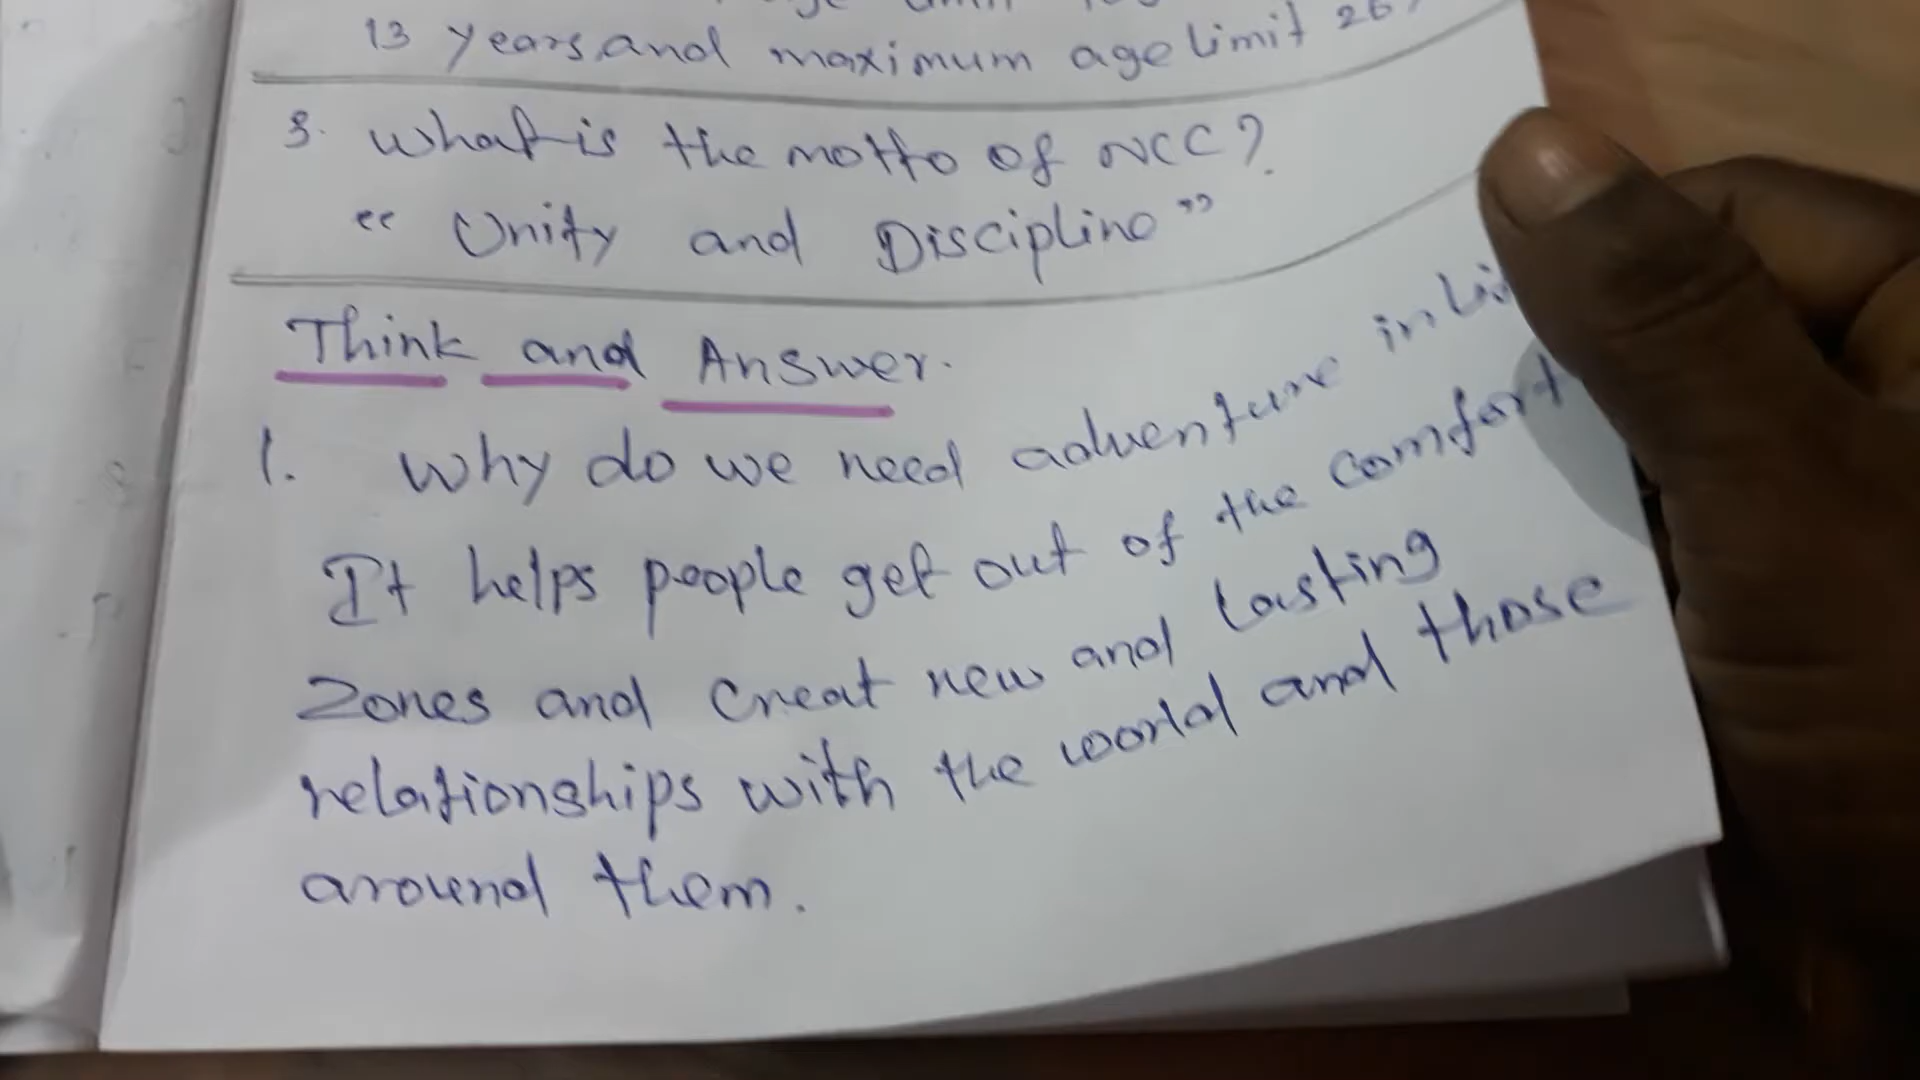 13 years and maximum age limit 26
3. What is the motto of NCC?
"Unity and Discipline"
Think and Answer.
1. Why do we need adventure in
It helps people get out of the comfort
Zones and creat new and lasting
relationships with the world and those
around them.